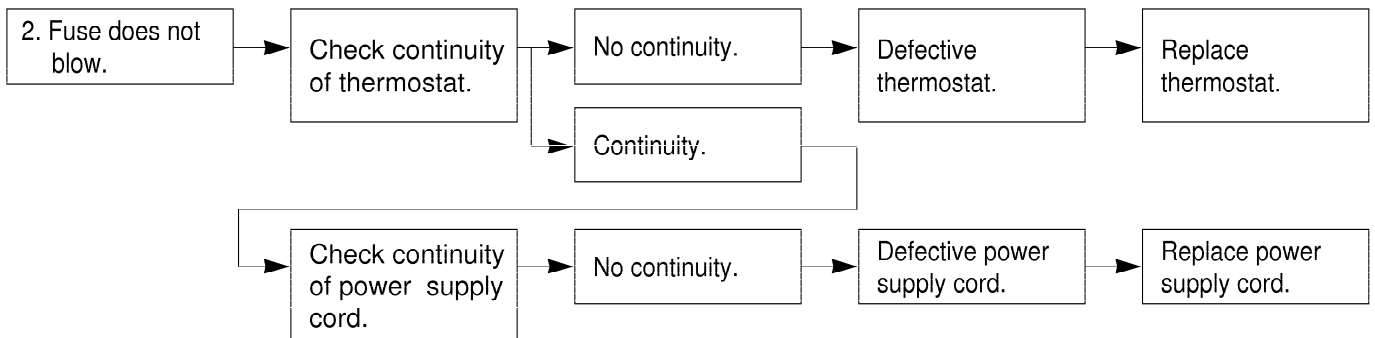 2. Fuse does not
blow.
Check continuity
of thermostat.
No continuity.
Defective
thermostat.
Replace
thermostat.
Continuity.
Check continuity
of power supply
cord.
No continuity.
Defective power
supply cord.
Replace power
supply cord.